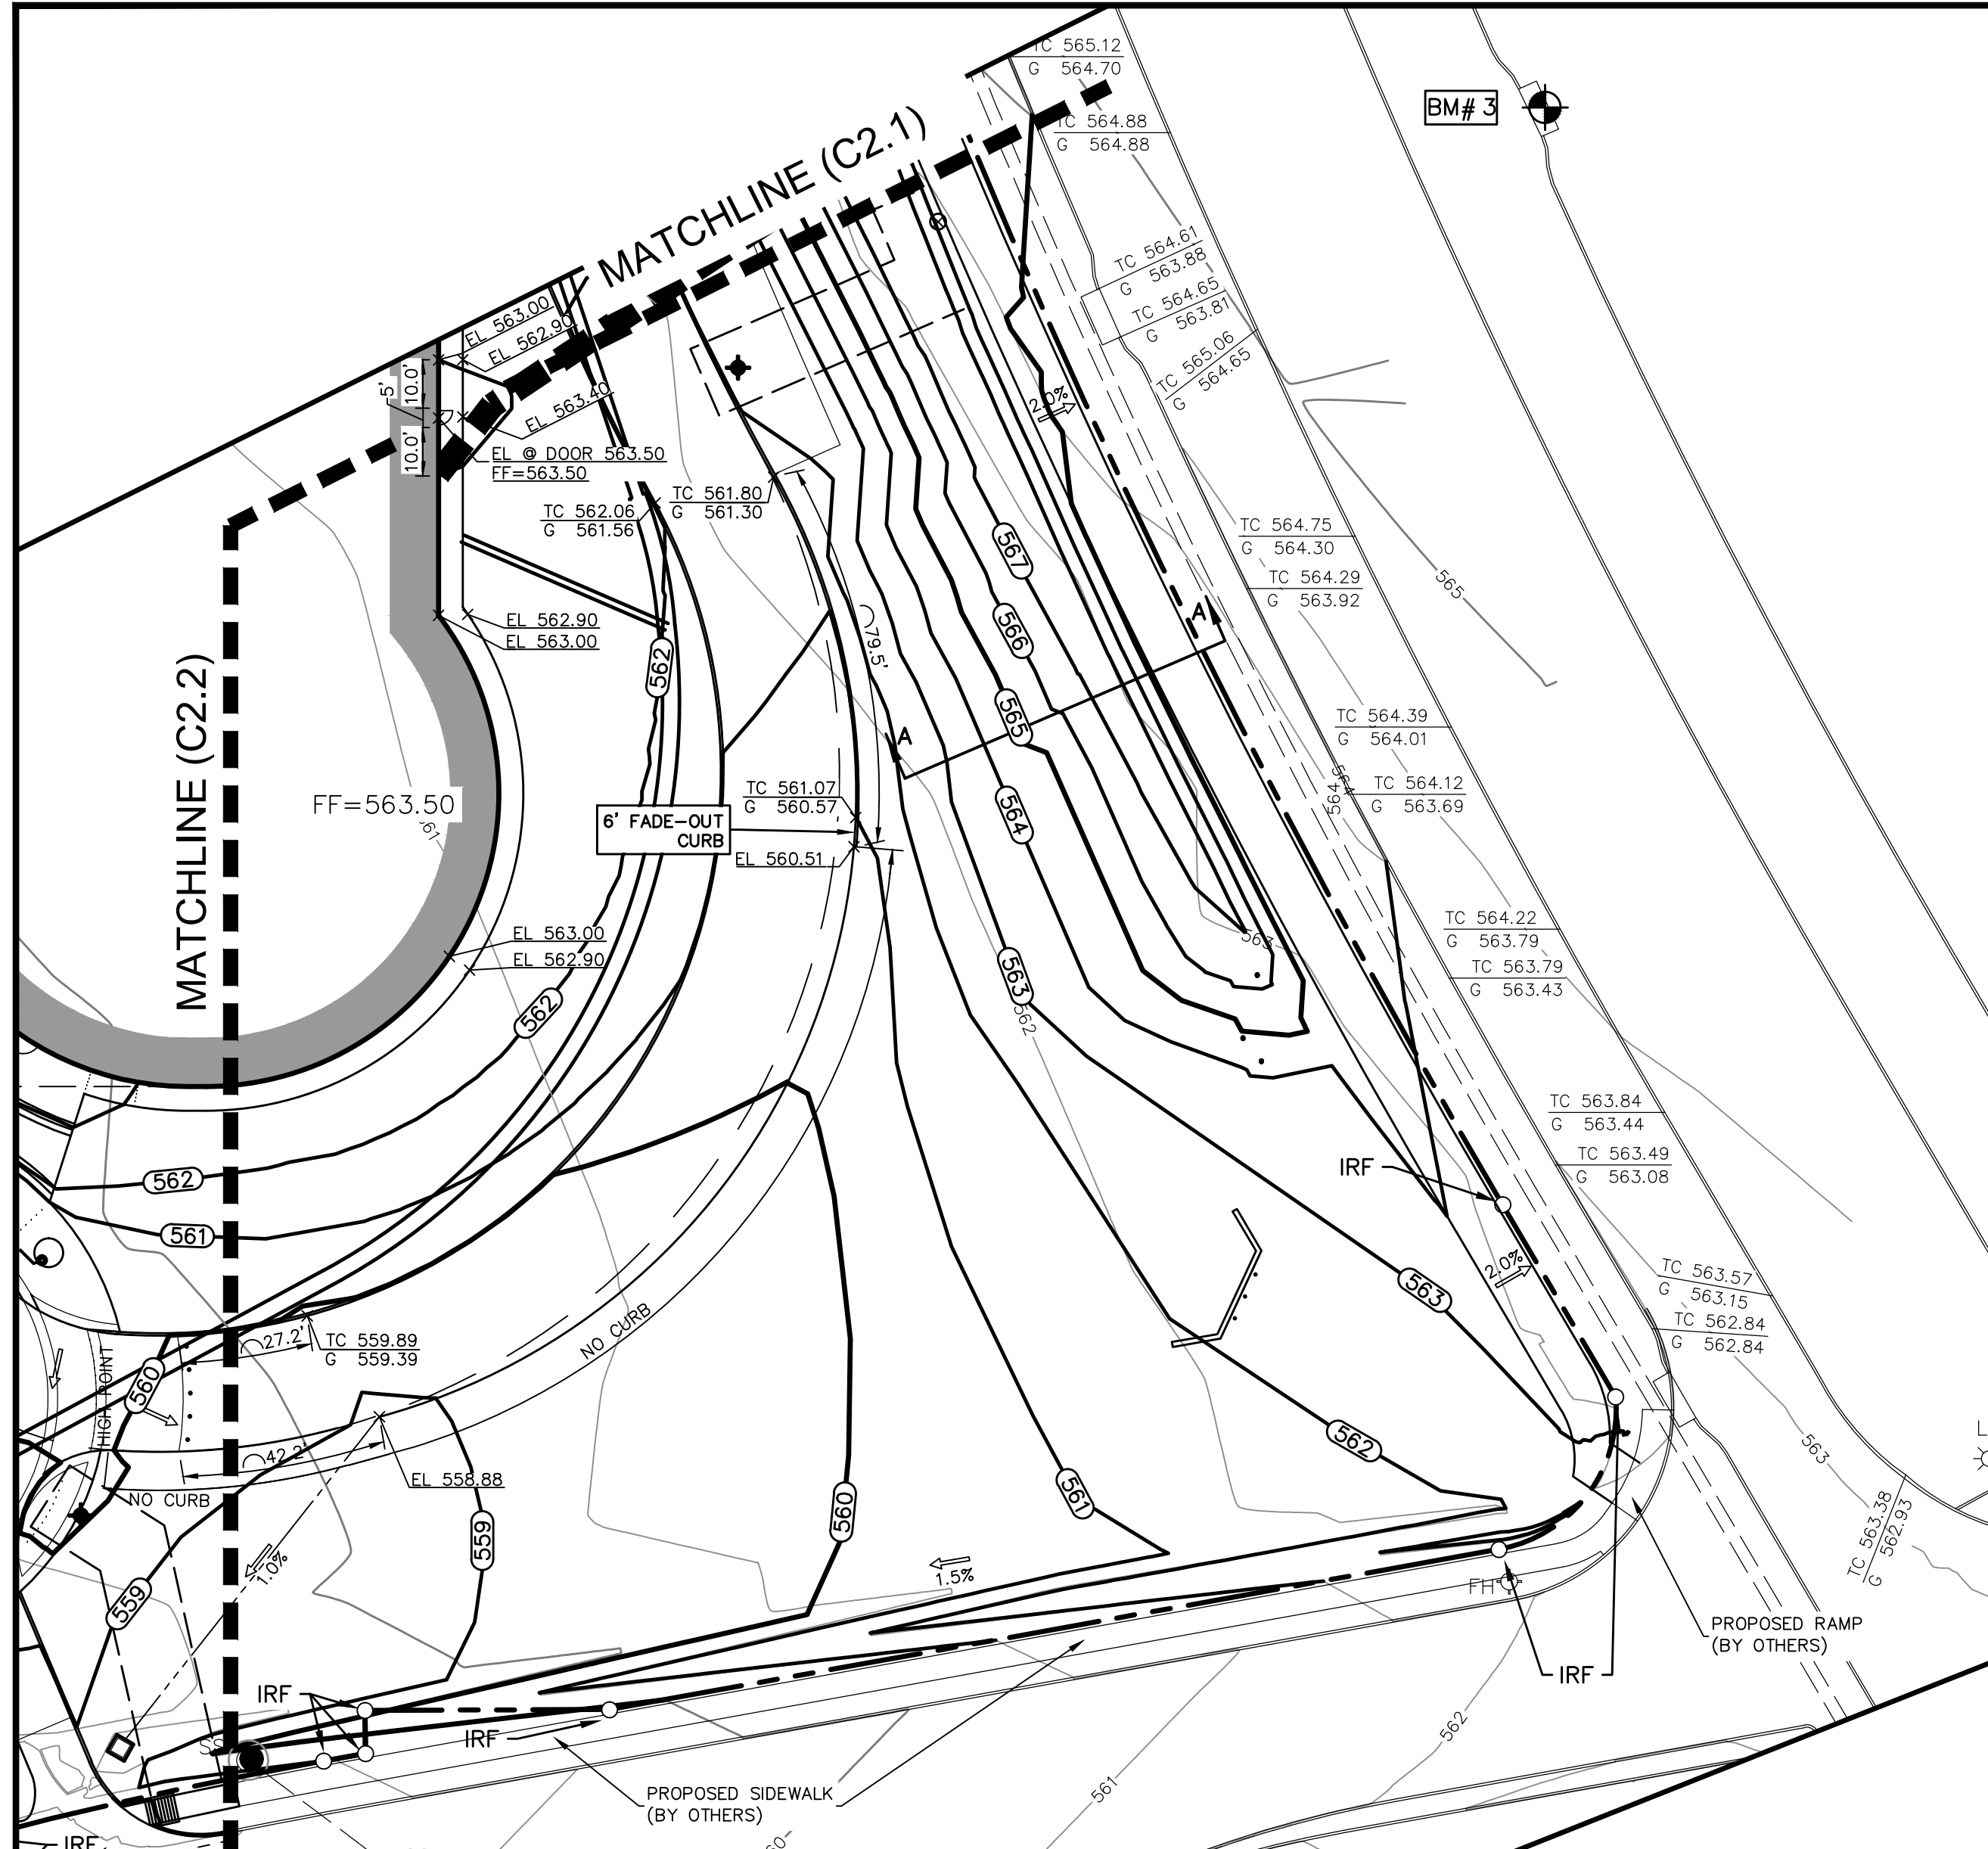 TC 565.12
G 564.70
BM# 3
MATCHLINE (C2.1)
TC 564.88
G 564.88
TC 564.61
G 563.88
TC 564.65
G 563.81
TC 565.06
G 564.65
EL 563.00
EL 562.90
10.0'
5'
10.0'
EL 563.40
2.0%
EL @ DOOR 563.50
FF=563.50
TC 561.80
G 561.30
TC 562.06
G 561.56
567
TC 564.75
G 564.30
565
TC 564.29
G 563.92
A
EL 562.90
EL 563.00
79.5'
566
562
MATCHLINE (C2.2)
565
A
TC 564.39
G 564.01
564
TC 564.12
G 563.69
FF=563.50
561
TC 561.07
G 560.57
6' FADE-OUT
CURB
EL 560.51
564
TC 564.22
G 563.79
563
EL 563.00
EL 562.90
TC 563.79
G 563.43
563
562
562
TC 563.84
G 563.44
IRF
TC 563.49
G 563.08
562
561
2.0%
563
TC 563.57
G 563.15
TC 562.84
G 562.84
NO CURB
27.2'
TC 559.89
G 559.39
HIGH POINT
560
42.2'
EL 558.88
NO CURB
562
563
561
560
559
TC 563.38
G 562.93
1.0%
1.5%
559
FH
PROPOSED RAMP
(BY OTHERS)
IRF
IRF
IRF
SS
562
561
PROPOSED SIDEWALK
(BY OTHERS)
IRF